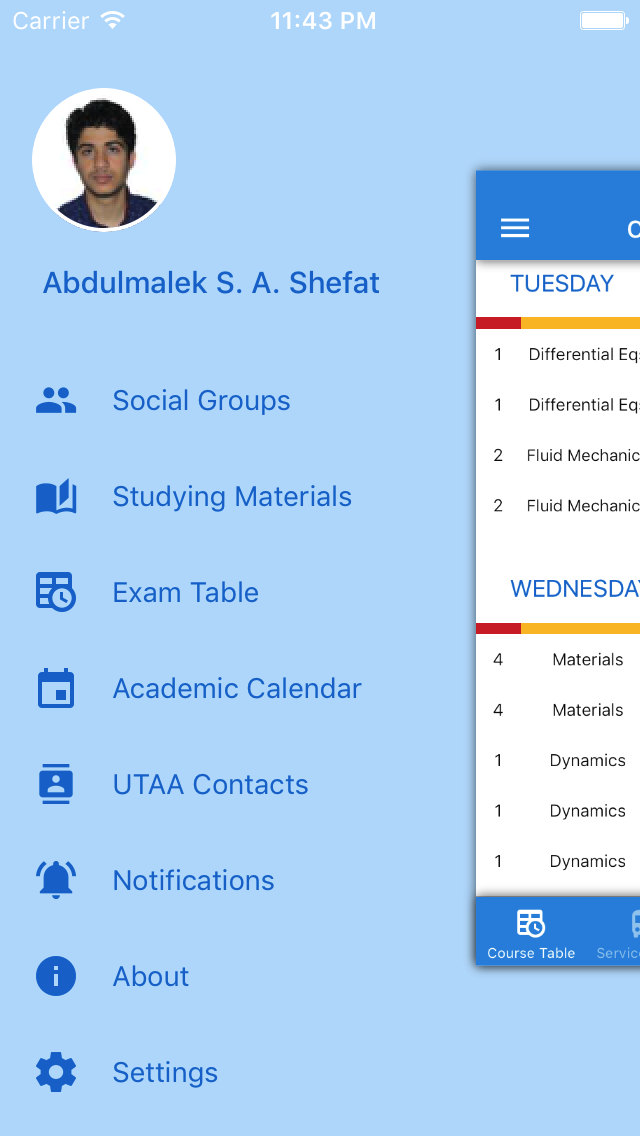 Carrier 11:43 PM
Abdulmalek S. A. Shefat
Social Groups
Studying Materials
Exam Table
Academic Calendar
UTAA Contacts
Notifications
About
Settings
TUESDAY
1 Differential Eqs
1 Differential Eqs
2 Fluid Mechanic
2 Fluid Mechanic
WEDNESDAY
4 Materials
4 Materials
1 Dynamics
1 Dynamics
1 Dynamics
Course Table Servic